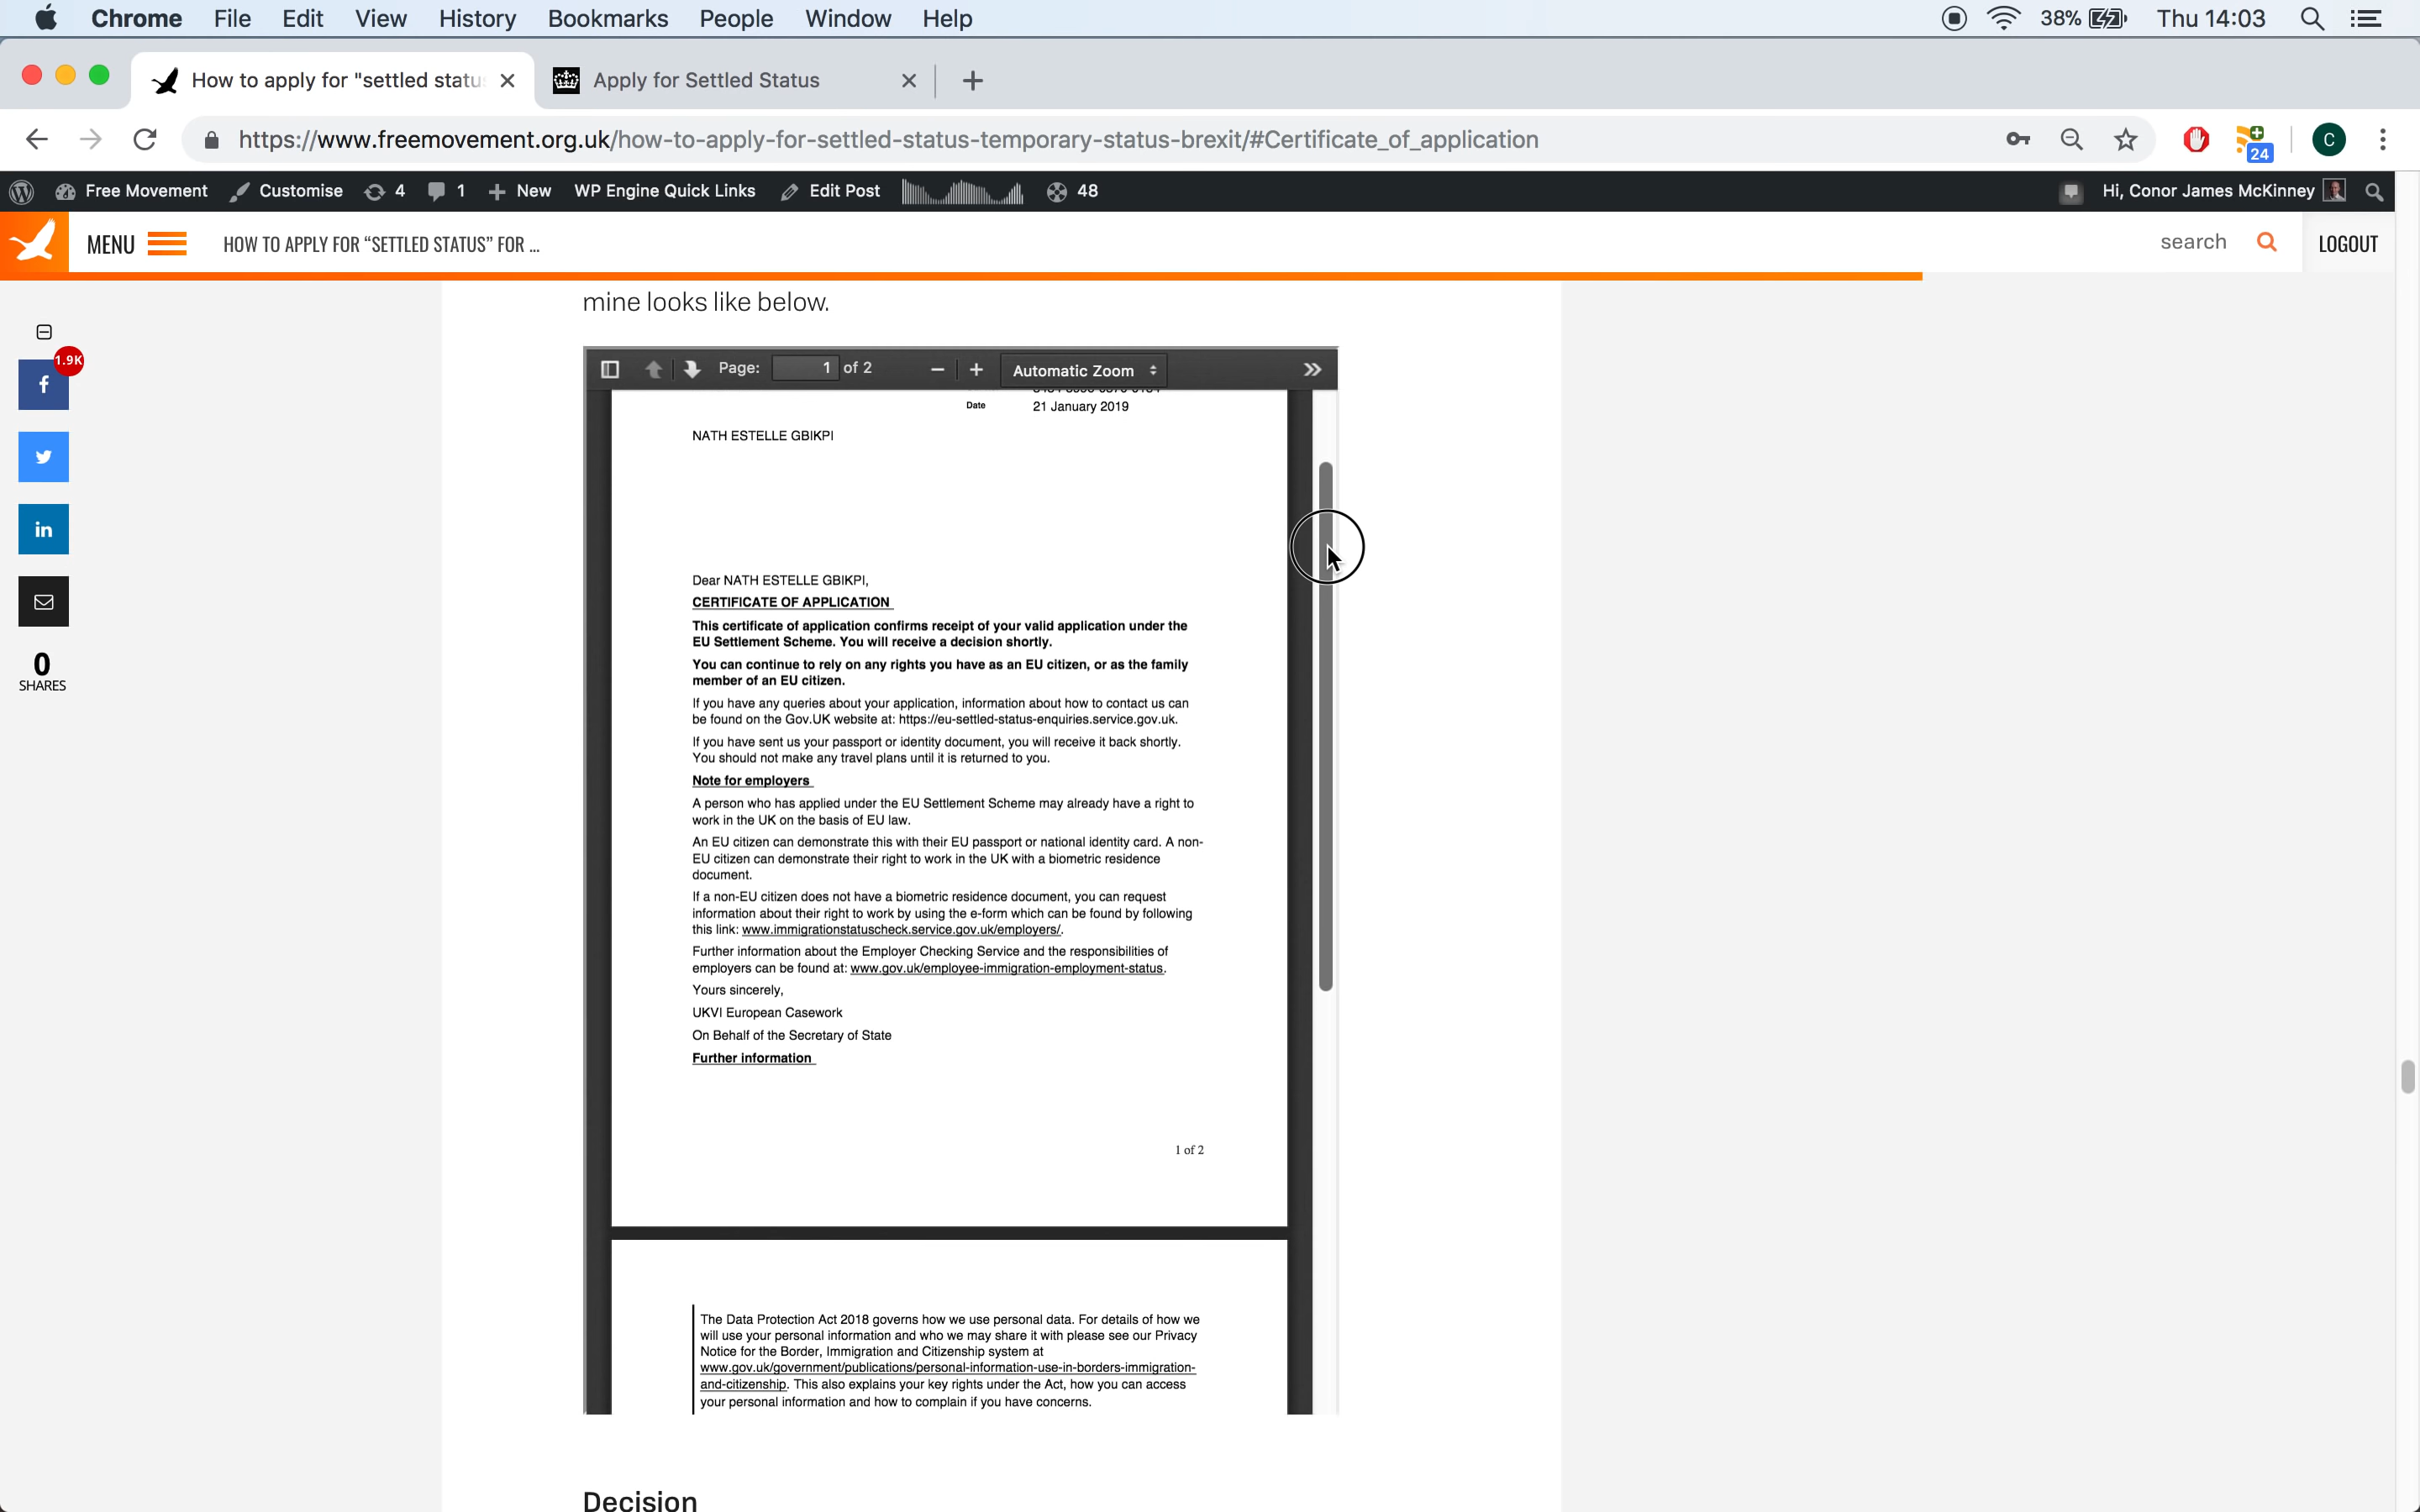 Chrome File Edit View History Bookmarks People Window Help 38% Thu 14:03
How to apply for "settled statu Apply for Settled Status
https://www.freemovement.org.uk/how-to-apply-for-settled-status-temporary-status-brexit/#Certificate_of_application 24 C
Free Movement Customise 4 1 New WP Engine Quick Links Edit Post 48 Hi, Conor James McKinney
MENU HOW TO APPLY FOR “SETTLED STATUS” FOR ... search LOGOUT
mine looks like below.
1.9K
f
in
0
SHARES
Page: 1 of 2 Automatic Zoom
Date 21 January 2019
NATH ESTELLE GBIKPI
Dear NATH ESTELLE GBIKPI,
CERTIFICATE OF APPLICATION
This certificate of application confirms receipt of your valid application under the
EU Settlement Scheme. You will receive a decision shortly.
You can continue to rely on any rights you have as an EU citizen, or as the family
member of an EU citizen.
If you have any queries about your application, information about how to contact us can
be found on the Gov.UK website at: https://eu-settled-status-enquiries.service.gov.uk.
If you have sent us your passport or identity document, you will receive it back shortly.
You should not make any travel plans until it is returned to you.
Note for employers
A person who has applied under the EU Settlement Scheme may already have a right to
work in the UK on the basis of EU law.
An EU citizen can demonstrate this with their EU passport or national identity card. A non-
EU citizen can demonstrate their right to work in the UK with a biometric residence
document.
If a non-EU citizen does not have a biometric residence document, you can request
information about their right to work by using the e-form which can be found by following
this link: www.immigrationstatuscheck.service.gov.uk/employers/.
Further information about the Employer Checking Service and the responsibilities of
employers can be found at: www.gov.uk/employee-immigration-employment-status.
Yours sincerely,
UKVI European Casework
On Behalf of the Secretary of State
Further information
1 of 2
The Data Protection Act 2018 governs how we use personal data. For details of how we
will use your personal information and who we may share it with please see our Privacy
Notice for the Border, Immigration and Citizenship system at
www.gov.uk/government/publications/personal-information-use-in-borders-immigration-
and-citizenship. This also explains your key rights under the Act, how you can access
your personal information and how to complain if you have concerns.
Decision